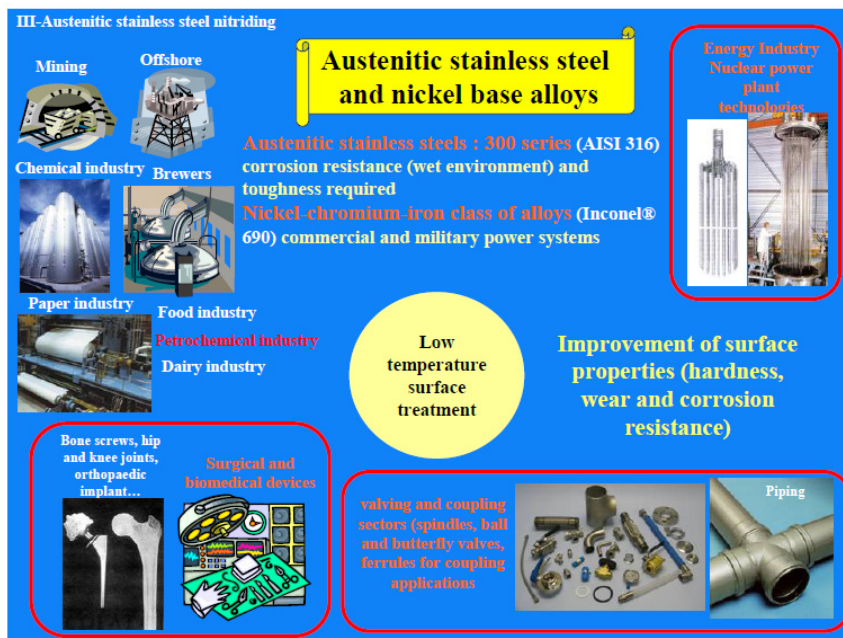 III-Austenitic stainless steel nitriding
Mining
Offshore
Austenitic stainless steel
and nickel base alloys
Energy Industry
Nuclear power
plant
technologies
Austenitic stainless steels : 300 series (AISI 316)
corrosion resistance (wet environment) and
toughness required
Nickel-chromium-iron class of alloys (Inconel®
690) commercial and military power systems
Chemical industry
Brewers
Paper industry
Food industry
Petrochemical industry
Dairy industry
Low
temperature
surface
treatment
Improvement of surface
properties (hardness,
wear and corrosion
resistance)
Bone screws, hip
and knee joints,
orthopaedic
implant…
Surgical and
biomedical devices
valving and coupling
sectors (spindles, ball
and butterfly valves,
ferrules for coupling
applications
Piping